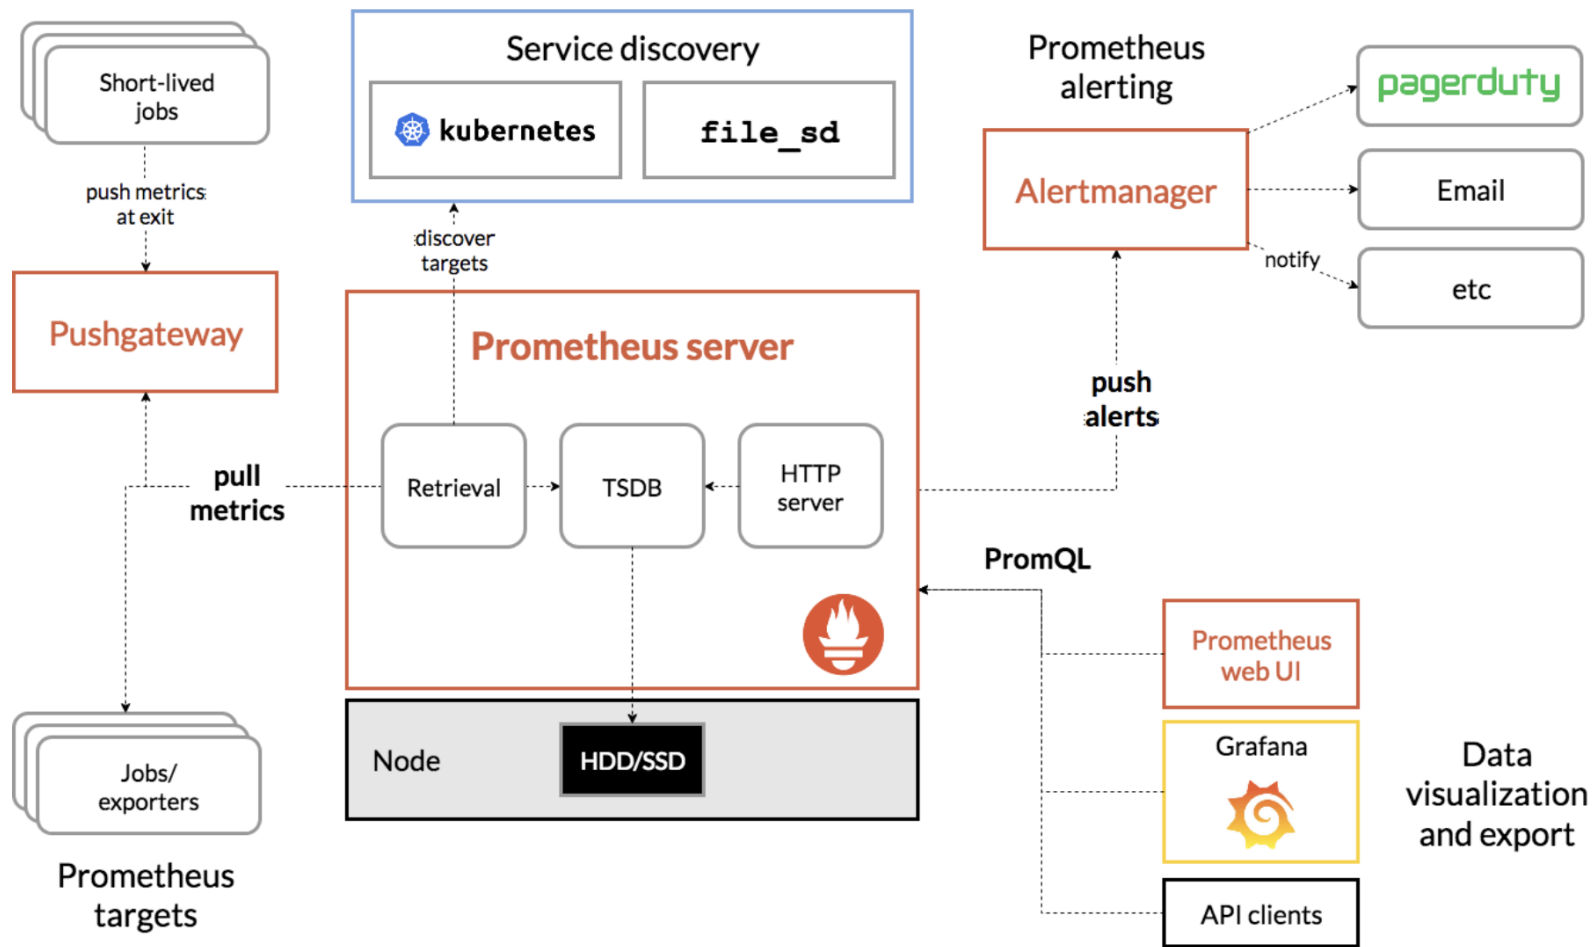 Short-lived
jobs
push metrics
at exit
Pushgateway
pull
metrics
Jobs/
exporters
Prometheus
targets
Service discovery
kubernetes
file_sd
discover
targets
Prometheus server
Retrieval
TSDB
HTTP
server
Node
HDD/SSD
Prometheus
alerting
Alertmanager
pagerduty
Email
etc
notify
push
alerts
PromQL
Prometheus
web UI
Grafana
API clients
Data
visualization
and export